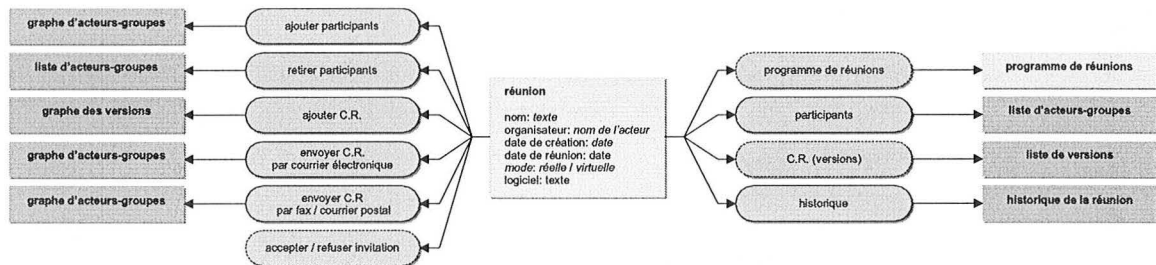 graphe d'acteurs-groupes
ajouter participants
liste d'acteurs-groupes
retirer participants
graphe des versions
ajouter C.R.
graphe d'acteurs-groupes
envoyer C.R.
par courrier électronique
graphe d'acteurs-groupes
envoyer C.R
par fax / courrier postal
accepter / refuser invitation
réunion
nom: texte
organisateur: nom de l'acteur
date de création: date
date de réunion: date
mode: réelle / virtuelle
logiciel: texte
programme de réunions
programme de réunions
participants
liste d'acteurs-groupes
C.R. (versions)
liste de versions
historique
historique de la réunion